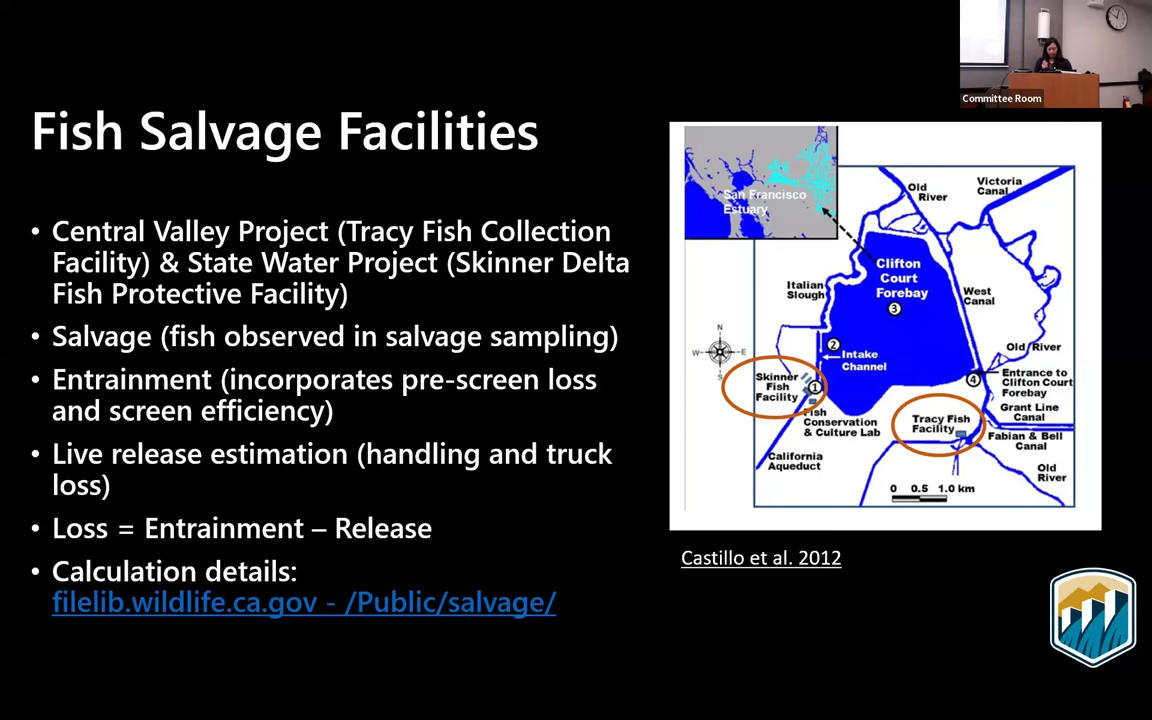 Committee Room
Fish Salvage Facilities
• Central Valley Project (Tracy Fish Collection
Facility) & State Water Project (Skinner Delta
Fish Protective Facility)
• Salvage (fish observed in salvage sampling)
• Entrainment (incorporates pre-screen loss
and screen efficiency)
• Live release estimation (handling and truck
loss)
• Loss = Entrainment – Release
• Calculation details:
filelib.wildlife.ca.gov - /Public/salvage/
San Francisco
Estuary
Old
River
Victoria
Canal
Clifton
Court
Forebay
3
Italian
Slough
West
Canal
N
W
E
S
2
Intake
Channel
Old River
Skinner
Fish
Facility
1
4
Entrance to
Clifton Court
Forebay
Fish
Conservation
& Culture Lab
Tracy Fish
Facility
Grant Line
Canal
Fabian & Bell
Canal
California
Aqueduct
Old
River
0 0.5 1.0 km
Castillo et al. 2012